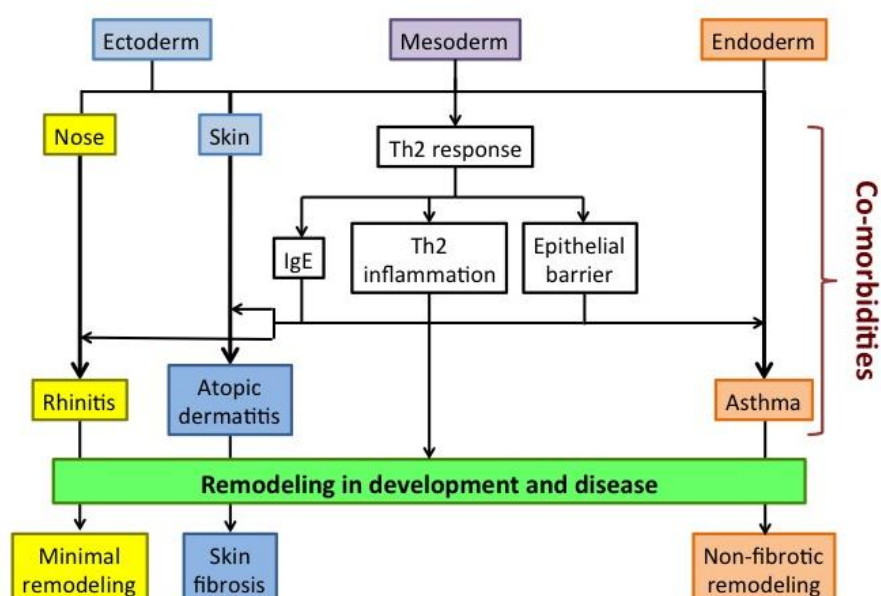 Ectoderm
Mesoderm
Endoderm
Nose
Skin
Th2 response
IgE
Th2
inflammation
Epithelial
barrier
Co-morbidities
Rhinitis
Atopic
dermatitis
Asthma
Remodeling in development and disease
Minimal
remodeling
Skin
fibrosis
Non-fibrotic
remodeling